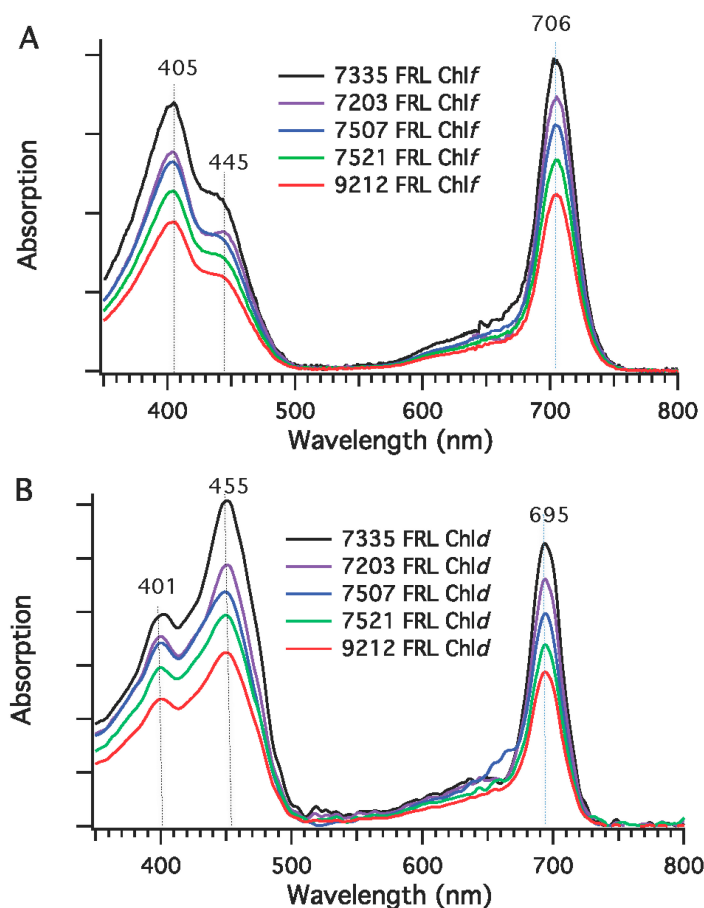 A
405
445
706
7335 FRL Chlf
7203 FRL Chlf
7507 FRL Chlf
7521 FRL Chlf
9212 FRL Chlf
Absorption
400
500
600
700
800
Wavelength (nm)
B
401
455
695
7335 FRL Chld
7203 FRL Chld
7507 FRL Chld
7521 FRL Chld
9212 FRL Chld
Absorption
400
500
600
700
800
Wavelength (nm)